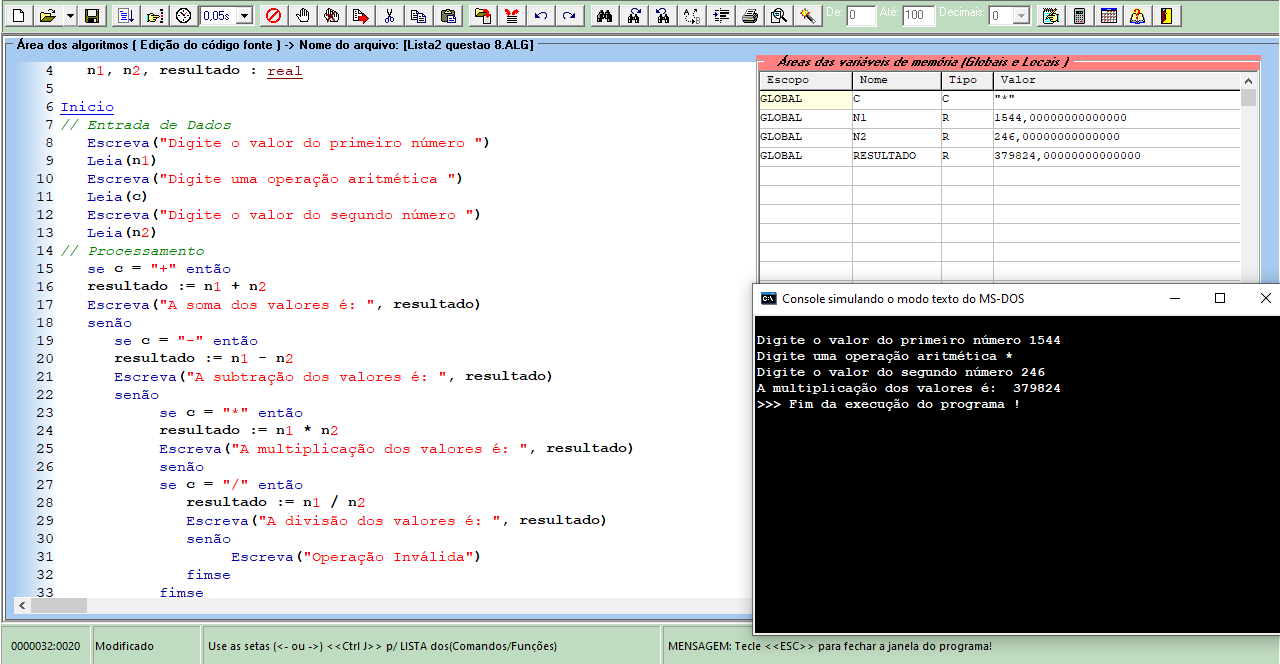 0,05s De: 0 Até: 100 Decimais: 0
Área dos algoritmos ( Edição do código fonte ) -> Nome do arquivo: [Lista2 questao 8.ALG]
4 n1, n2, resultado : real
5
6 Inicio
7 // Entrada de Dados
8 Escreva("Digite o valor do primeiro número ")
9 Leia(n1)
10 Escreva("Digite uma operação aritmética ")
11 Leia(c)
12 Escreva("Digite o valor do segundo número ")
13 Leia(n2)
14 // Processamento
15 se c = "+" então
16 resultado := n1 + n2
17 Escreva("A soma dos valores é: ", resultado)
18 senão
19 se c = "-" então
20 resultado := n1 - n2
21 Escreva("A subtração dos valores é: ", resultado)
22 senão
23 se c = "*" então
24 resultado := n1 * n2
25 Escreva("A multiplicação dos valores é: ", resultado)
26 senão
27 se c = "/" então
28 resultado := n1 / n2
29 Escreva("A divisão dos valores é: ", resultado)
30 senão
31 Escreva("Operação Inválida")
32 fimse
33 fimse
Áreas das variáveis de memória (Globais e Locais )
Escopo Nome Tipo Valor
GLOBAL C C "*"
GLOBAL N1 R 1544,00000000000000
GLOBAL N2 R 246,000000000000000
GLOBAL RESULTADO R 379824,00000000000000
C:\ Console simulando o modo texto do MS-DOS
Digite o valor do primeiro número 1544
Digite uma operação aritmética *
Digite o valor do segundo número 246
A multiplicação dos valores é: 379824
>>> Fim da execução do programa !
0000032:0020 Modificado Use as setas (<- ou ->) <<Ctrl J>> p/ LISTA dos(Comandos/Funções) MENSAGEM: Tecle <<ESC>> para fechar a janela do programa!